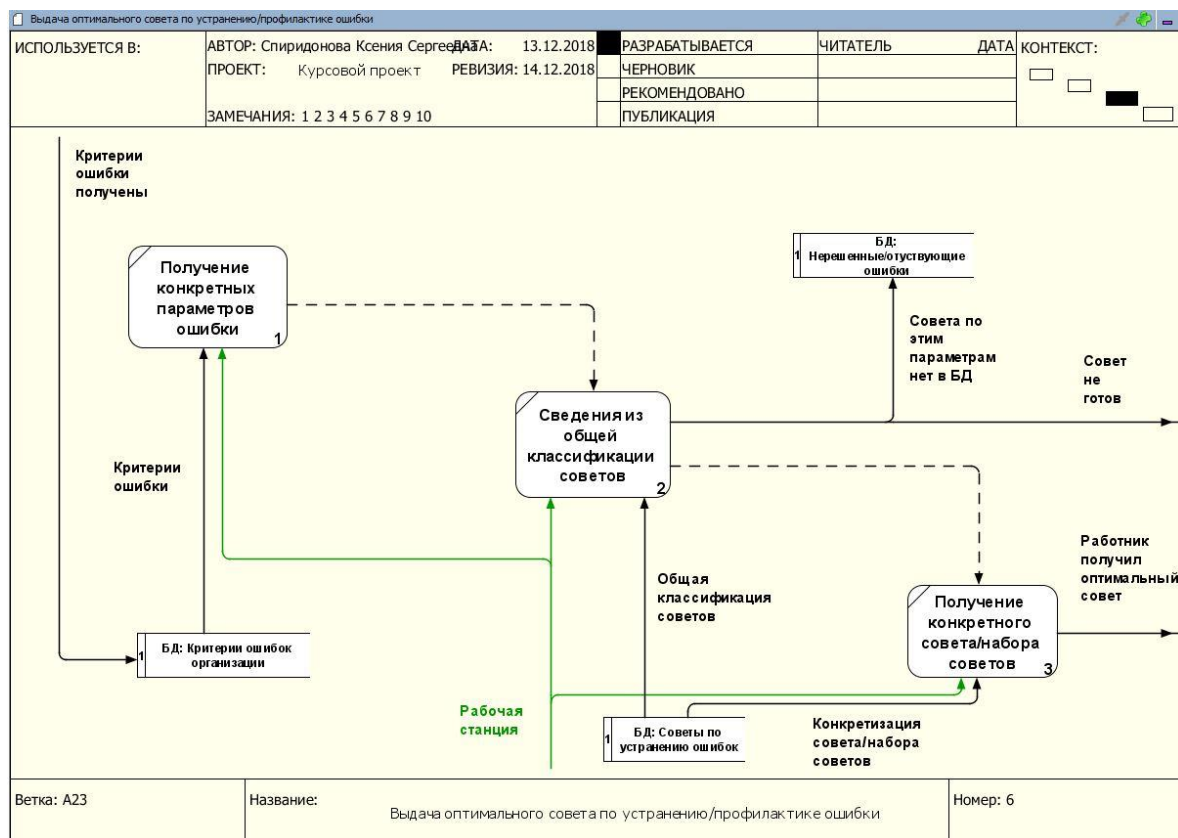 Выдача оптимального совета по устранению/профилактике ошибки
ИСПОЛЬЗУЕТСЯ В:
АВТОР: Спиридонова Ксения Сергеевна
ДАТА: 13.12.2018
РАЗРАБАТЫВАЕТСЯ
ЧИТАТЕЛЬ
ДАТА
КОНТЕКСТ:
ПРОЕКТ: Курсовой проект
РЕВИЗИЯ: 14.12.2018
ЧЕРНОВИК
РЕКОМЕНДОВАНО
ЗАМЕЧАНИЯ: 1 2 3 4 5 6 7 8 9 10
ПУБЛИКАЦИЯ
Критерии
ошибки
получены
Получение
конкретных
параметров
ошибки
1
1
БД:
Нерешенные/отуствующие
ошибки
Совета по
этим
параметрам
нет в БД
Совет
не
готов
Сведения из
общей
классификации
советов
2
Критерии
ошибки
Общая
классификация
советов
Работник
получил
оптимальный
совет
Получение
конкретного
совета/набора
советов
3
1
БД: Критерии ошибок
организации
Рабочая
станция
1
БД: Советы по
устранению ошибок
Конкретизация
совета/набора
советов
Ветка: A23
Название:
Выдача оптимального совета по устранению/профилактике ошибки
Номер: 6